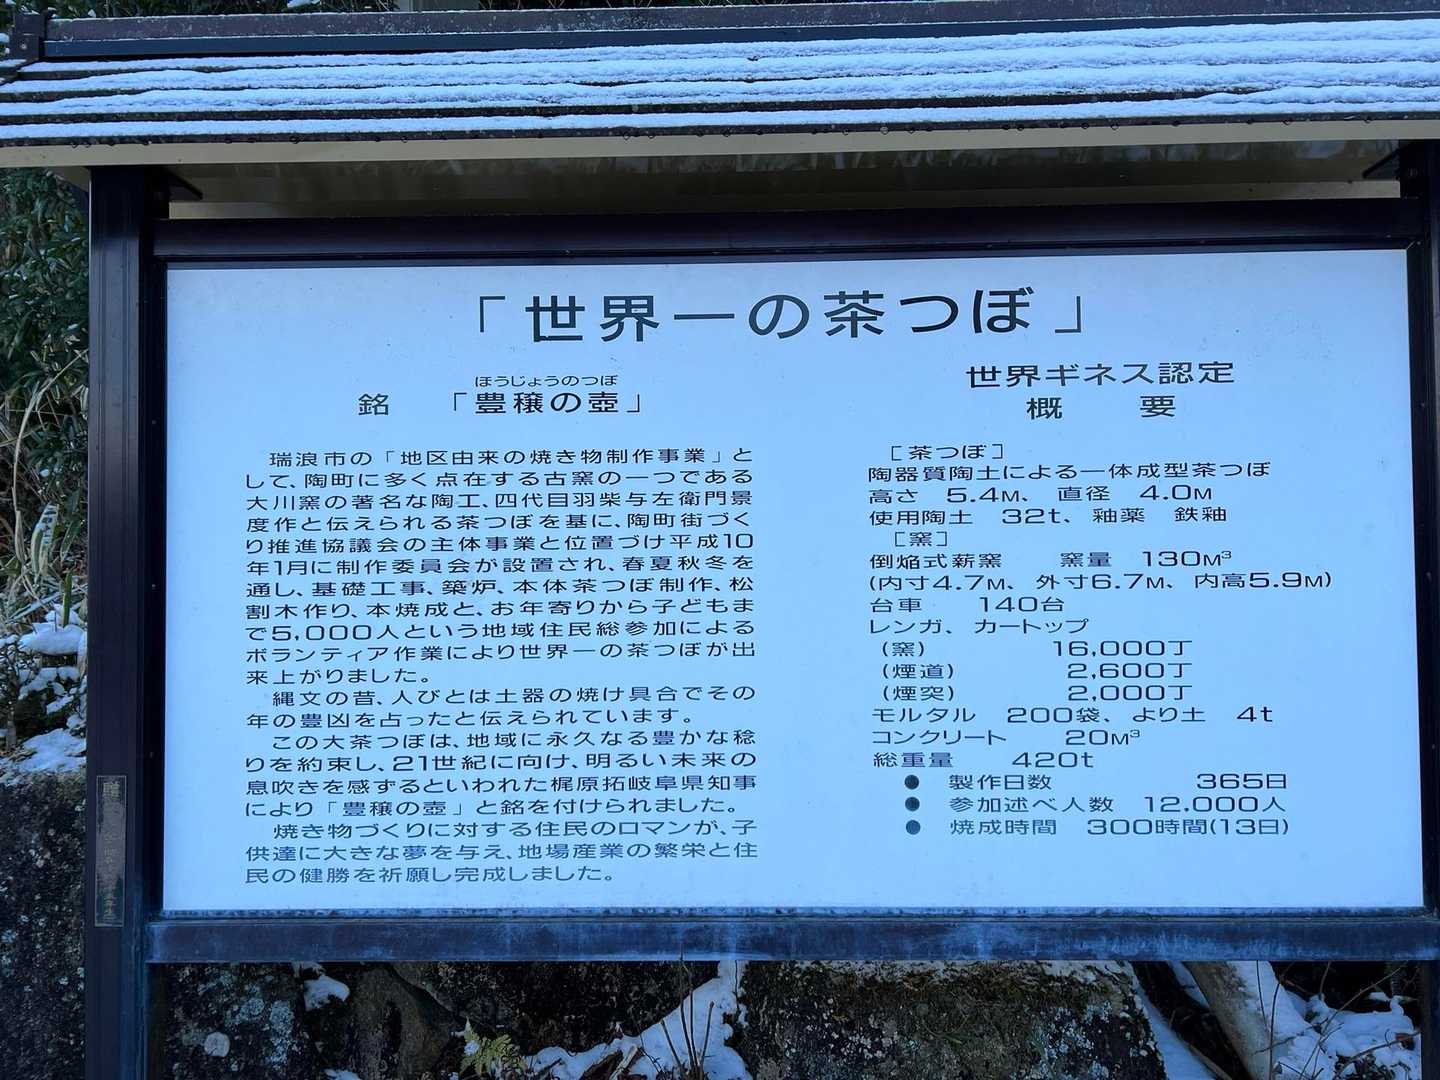 「世界一の茶つぼ」
ほうじょうのつぼ
銘　「豊穣の壺」
瑞浪市の「地区由来の焼き物制作事業」と
して、陶町に多く点在する古窯の一つである
大川窯の著名な陶工、四代目羽柴与左衛門景
度作と伝えられる茶つぼを基に、陶町街づく
り推進協議会の主体事業と位置づけ平成10
年1月に制作委員会が設置され、春夏秋冬を
通し、基礎工事、築炉、本体茶つぼ制作、松
割木作り、本焼成と、お年寄りから子どもま
で5,000人という地域住民総参加による
ボランティア作業により世界一の茶つぼが出
来上がりました。
縄文の昔、人びとは土器の焼け具合でその
年の豊凶を占ったと伝えられています。
この大茶つぼは、地域に永久なる豊かな稔
りを約束し、21世紀に向け、明るい未来の
息吹きを感ずるといわれた梶原拓岐阜県知事
により「豊穣の壺」と銘を付けられました。
焼き物づくりに対する住民のロマンが、子
供達に大きな夢を与え、地場産業の繁栄と住
民の健勝を祈願し完成しました。
世界ギネス認定
概　要
［茶つぼ］
陶器質陶土による一体成型茶つぼ
高さ　5.4M、　直径　4.0M
使用陶土　32t、　釉薬　鉄釉
［窯］
倒焔式薪窯　　窯量　130M³
(内寸4.7M、　外寸6.7M、　内高5.9M)
台車　　140台
レンガ、　カートップ
（窯）　　　16,000丁
（煙道）　　2,600丁
（煙突）　　2,000丁
モルタル　200袋、　より土　4t
コンクリート　　20M³
総重量　　420t
●　製作日数　　365日
●　参加述べ人数　12.000人
●　焼成時間　300時間(13日)